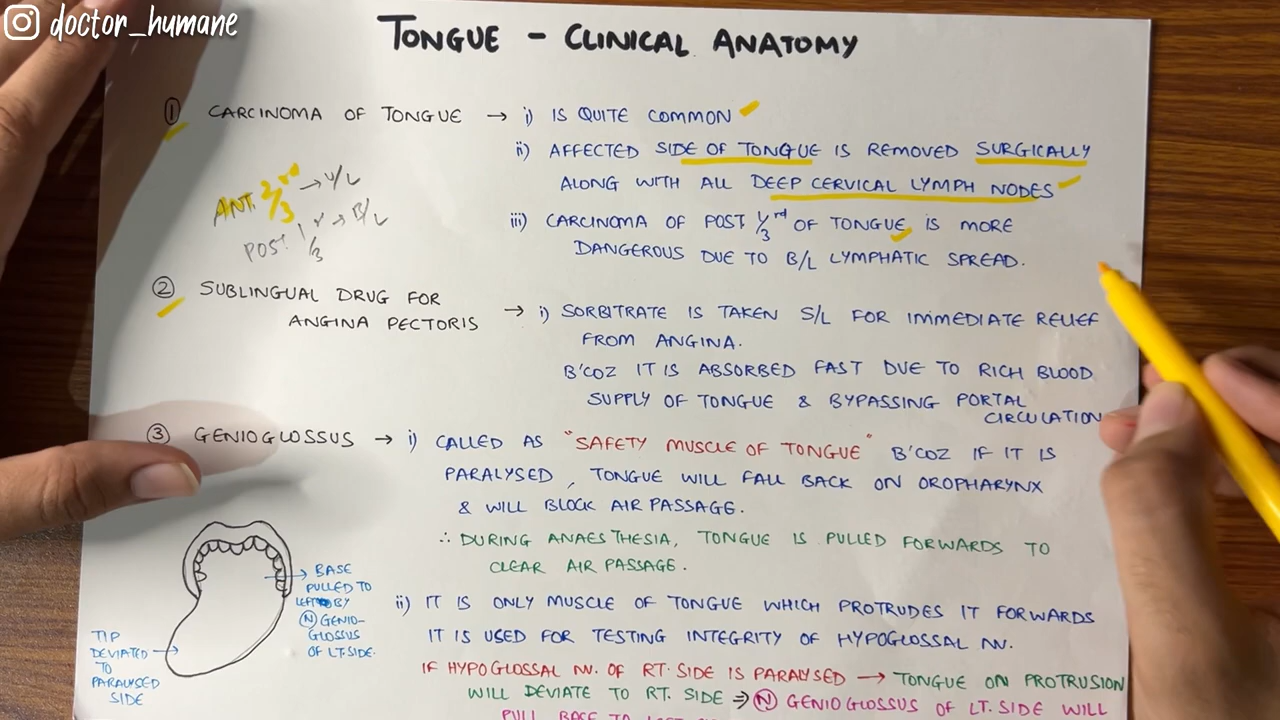 doctor_humane
TONGUE - CLINICAL ANATOMY
① CARCINOMA OF TONGUE → i) IS QUITE COMMON
ii) AFFECTED SIDE OF TONGUE IS REMOVED SURGICALLY
ALONG WITH ALL DEEP CERVICAL LYMPH NODES
iii) CARCINOMA OF POST 1/3rd OF TONGUE IS MORE
DANGEROUS DUE TO B/L LYMPHATIC SPREAD.
ANT. 2/3rd → U/L
POST. 1/3r → B/L
② SUBLINGUAL DRUG FOR
ANGINA PECTORIS → i) SORBITRATE IS TAKEN S/L FOR IMMEDIATE RELIEF
FROM ANGINA.
B'COZ IT IS ABSORBED FAST DUE TO RICH BLOOD
SUPPLY OF TONGUE & BYPASSING PORTAL
CIRCULATION
③ GENIOGLOSSUS → i) CALLED AS "SAFETY MUSCLE OF TONGUE" B'COZ IF IT IS
PARALYSED, TONGUE WILL FALL BACK ON OROPHARYNX
& WILL BLOCK AIR PASSAGE.
∴ DURING ANAESTHESIA, TONGUE IS PULLED FORWARDS TO
CLEAR AIR PASSAGE.
ii) IT IS ONLY MUSCLE OF TONGUE WHICH PROTRUDES IT FORWARDS
IT IS USED FOR TESTING INTEGRITY OF HYPOGLOSSAL NV.
IF HYPOGLOSSAL NV. OF RT. SIDE IS PARALYSED → TONGUE ON PROTRUSION
WILL DEVIATE TO RT. SIDE ⇒ Ⓝ GENIOGLOSSUS OF LT. SIDE WILL
PULL BASE TO
→ BASE
PULLED TO
LEFT BY
Ⓝ GENIO-
GLOSSUS
OF LT. SIDE.
TIP
DEVIATED →
TO
PARALYSED
SIDE